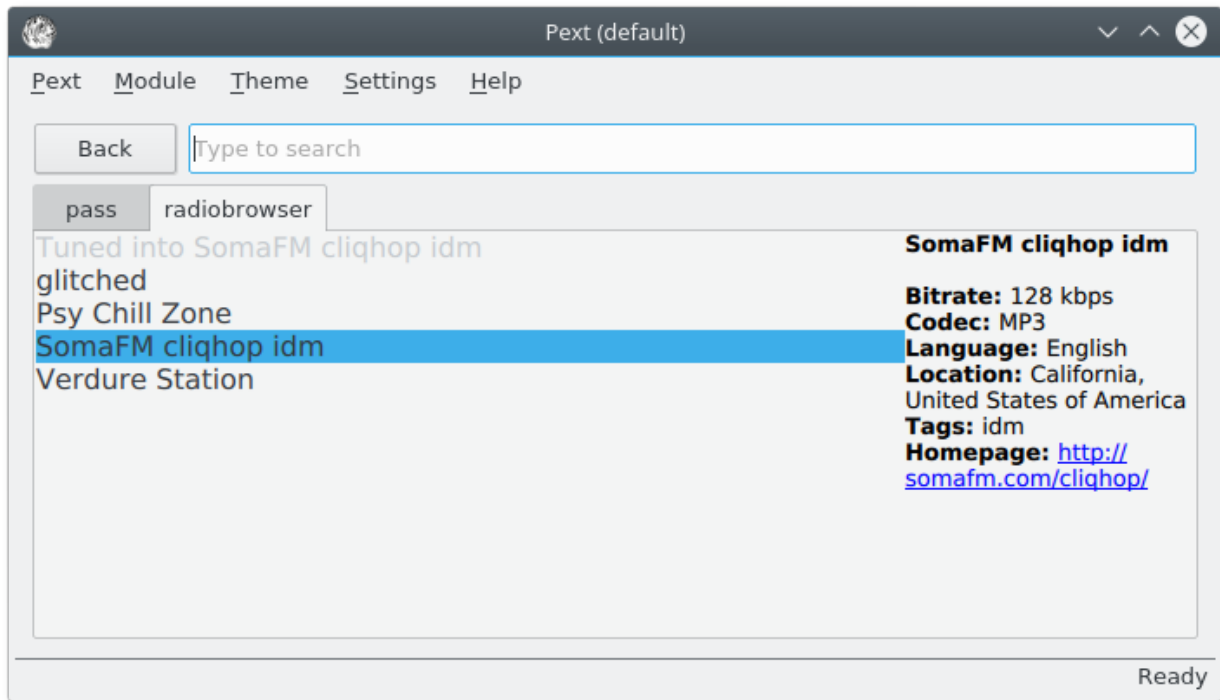 Pext (default)
Pext Module Theme Settings Help
Back Type to search
pass radiobrowser
Tuned into SomaFM cliqhop idm
glitched
Psy Chill Zone
SomaFM cliqhop idm
Verdure Station
SomaFM cliqhop idm
Bitrate: 128 kbps
Codec: MP3
Language: English
Location: California,
United States of America
Tags: idm
Homepage: http://
somafm.com/cliqhop/
Ready